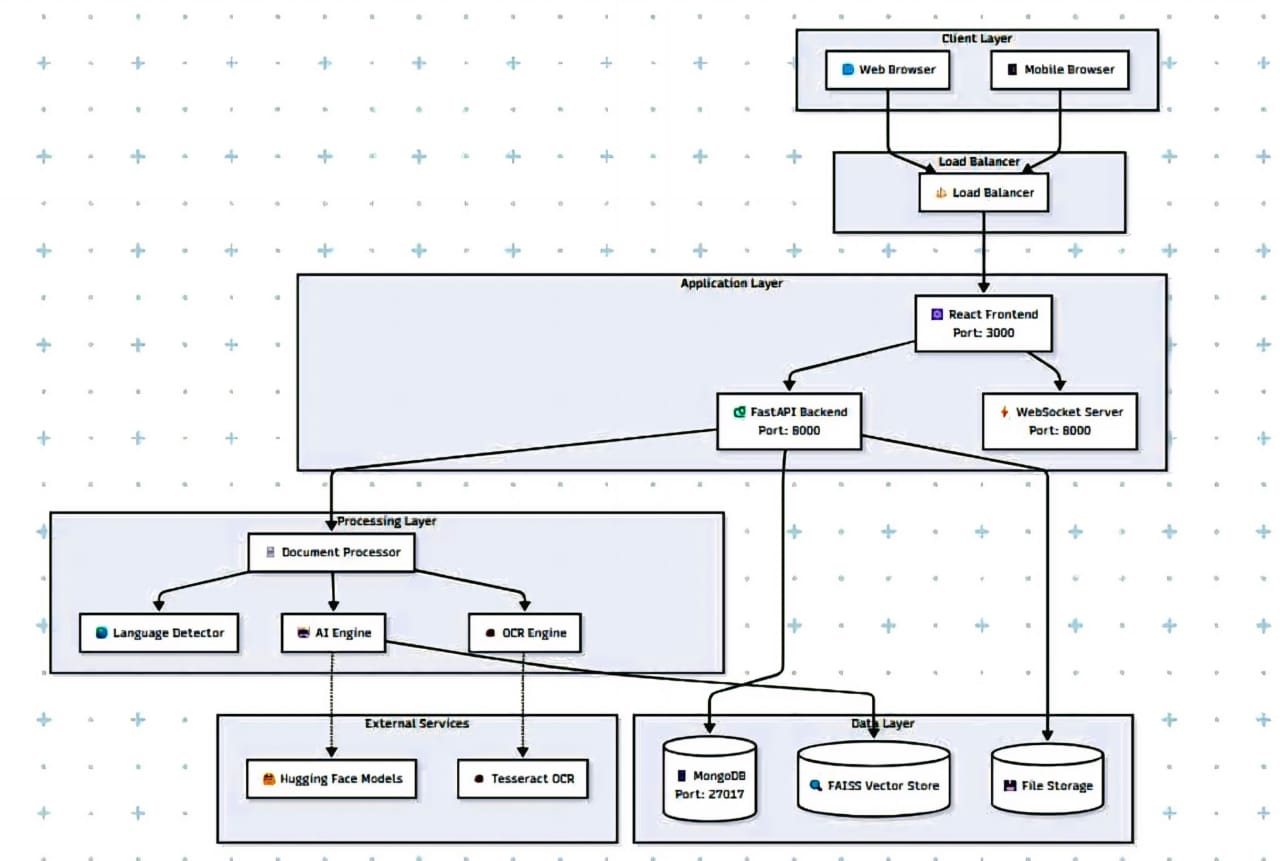 Client Layer
Web Browser
Mobile Browser
Load Balancer
Load Balancer
Application Layer
React Frontend
Port: 3000
FastAPI Backend
Port: 8000
WebSocket Server
Port: 8000
Processing Layer
Document Processor
Language Detector
AI Engine
OCR Engine
External Services
Hugging Face Models
Tesseract OCR
Data Layer
MongoDB
Port: 27017
FAISS Vector Store
File Storage